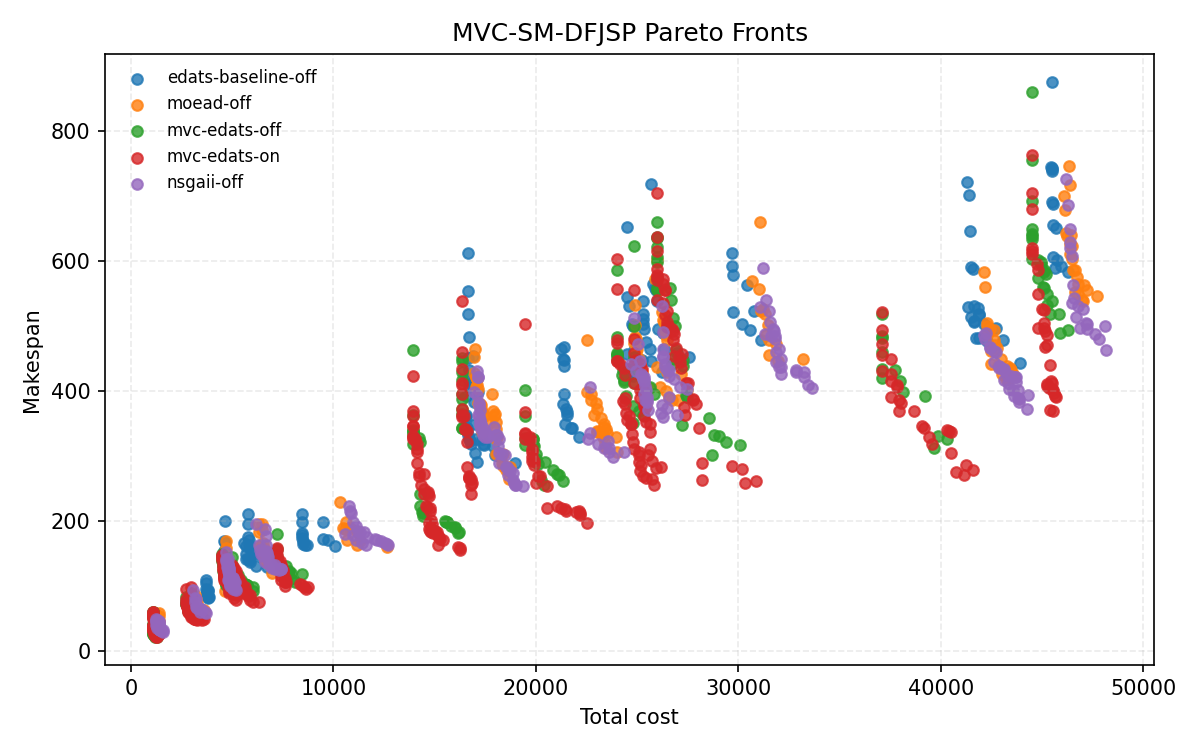 MVC-SM-DFJSP Pareto Fronts
edats-baseline-off
moead-off
mvc-edats-off
mvc-edats-on
nsgaii-off
Makespan
800
600
400
200
0
0 10000 20000 30000 40000 50000
Total cost